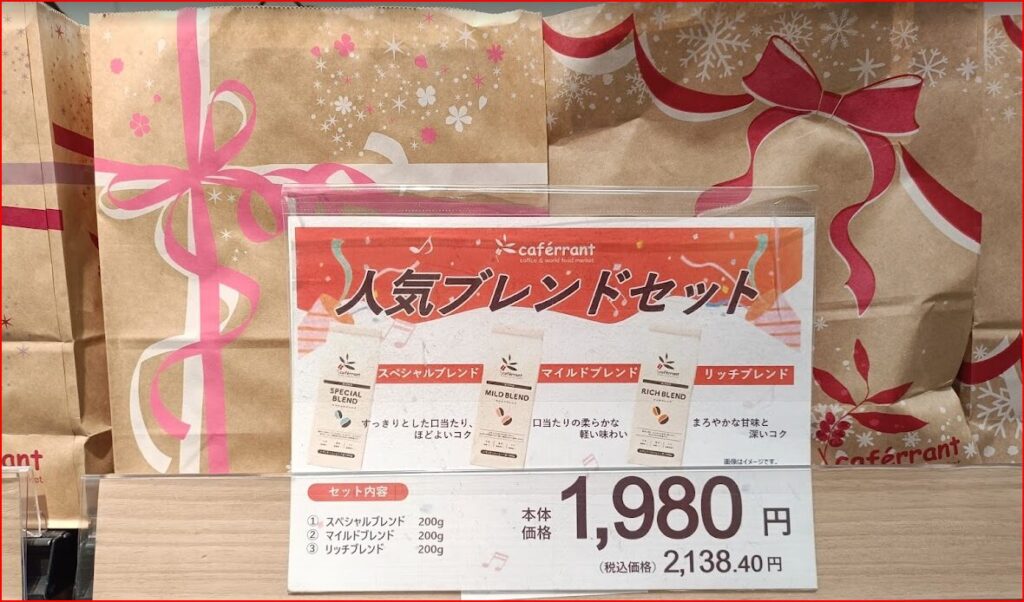 caférrant
coffee & world food market
人気ブレンドセット
caférrant
SPECIAL
BLEND
スペシャルブレンド
すっきりとした口当たり、
ほどよいコク
caférrant
MILD BLEND
マイルドブレンド
口当たりの柔らかな
軽い味わい
caférrant
RICH BLEND
リッチブレンド
まろやかな甘味と
深いコク
画像はイメージです。
セット内容
① スペシャルブレンド 200g
② マイルドブレンド 200g
③ リッチブレンド 200g
本体
価格
1,980 円
(税込価格) 2,138.40円
caférrant
ant